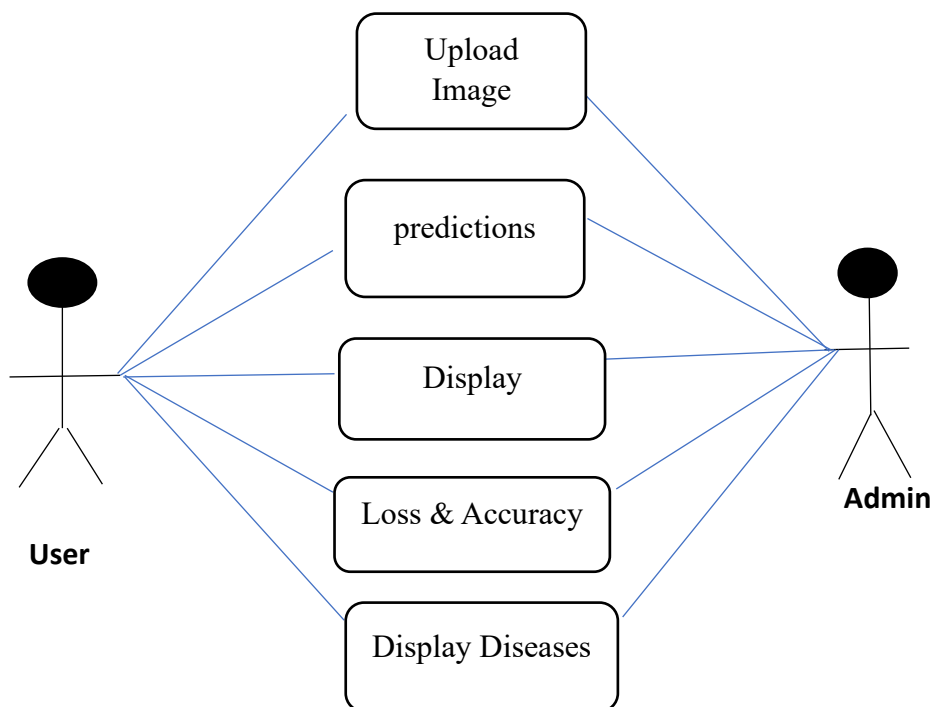 Upload
Image
predictions
Display
Loss & Accuracy
Display Diseases
User
Admin